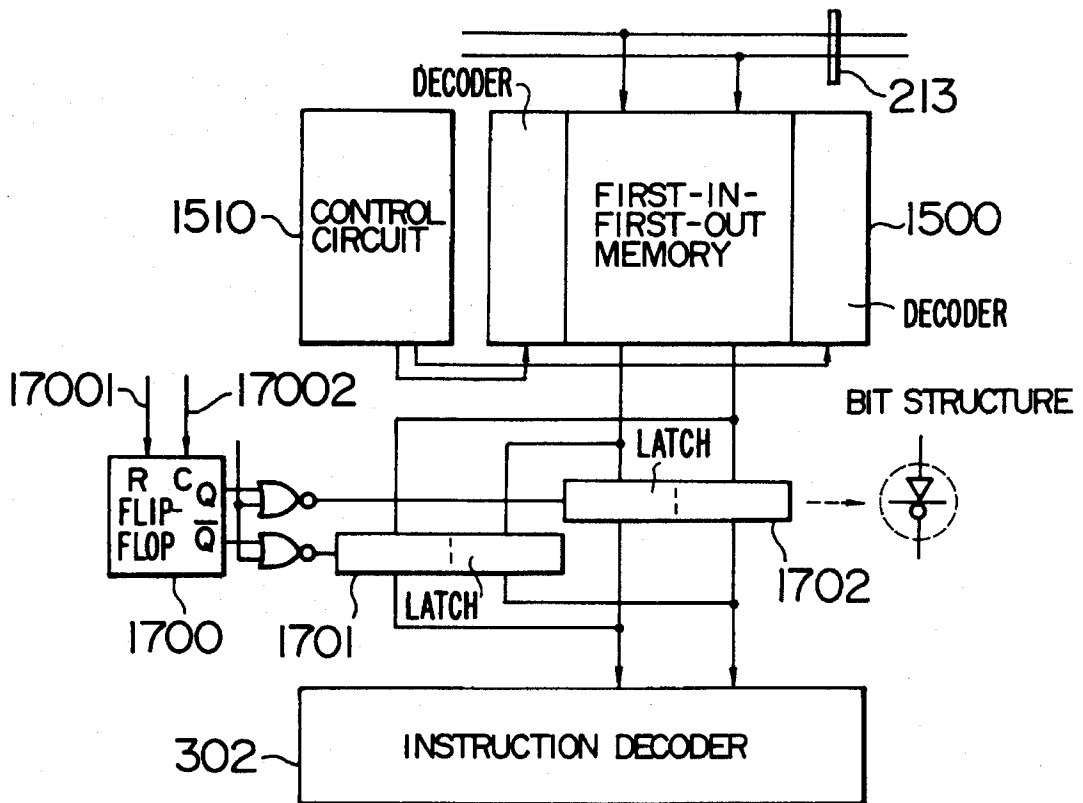 213
DECODER
1510
CONTROL
CIRCUIT
FIRST-IN-
FIRST-OUT
MEMORY
1500
DECODER
17001
17002
BIT STRUCTURE
LATCH
R C Q
FLIP-
FLOP Q̅
1700
1701
LATCH
1702
302
INSTRUCTION DECODER